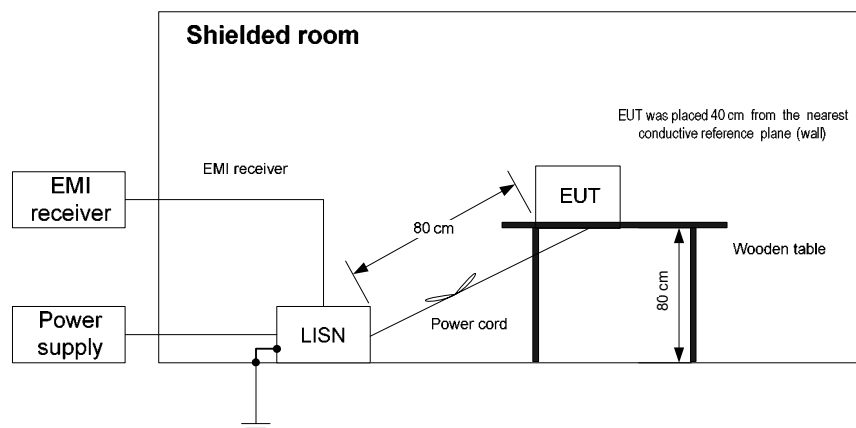 Shielded room
EUT was placed 40 cm from the nearest
conductive reference plane (wall)
EMI receiver
EMI
receiver
80 cm
EUT
Wooden table
80 cm
Power
supply
LISN
Power cord